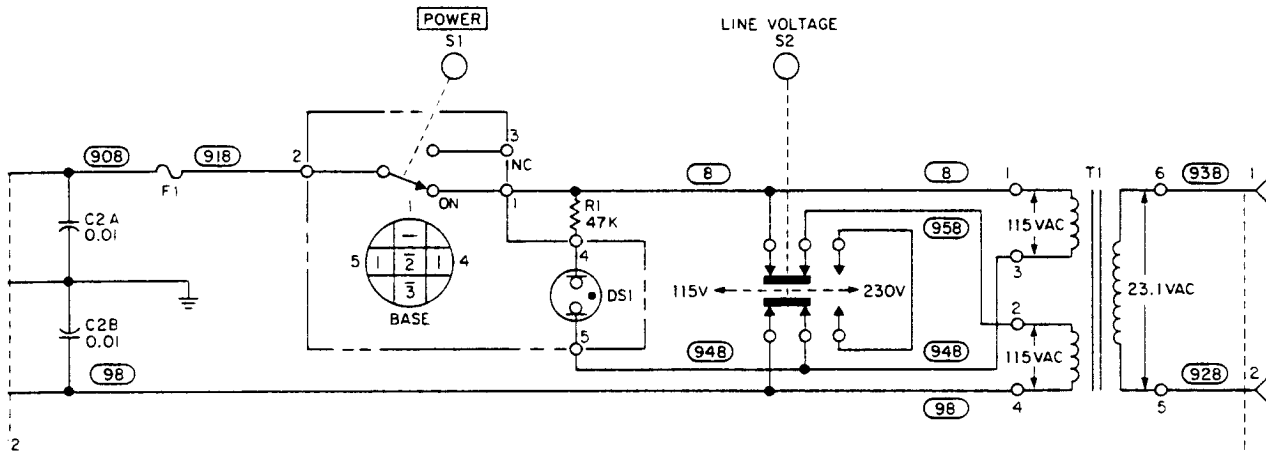 POWER
S1
LINE VOLTAGE
S2
908
918
F1
2
3
NC
ON
1
8
8
1
T1
6
938
1
C2A
0.01
R1
47K
4
958
115VAC
3
1
5
1
2
1
4
3
BASE
DS1
115V
230V
23.1VAC
C2B
0.01
5
948
948
2
115VAC
98
98
4
5
928
2
2